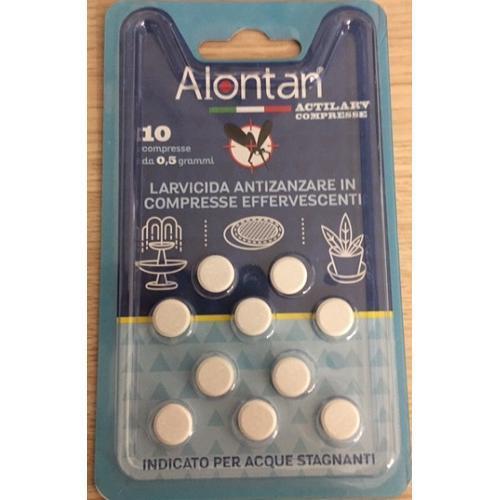 Alontan®
ACTILARV
COMPRESSE
10
compresse
da 0,5 grammi
LARVICIDA ANTIZANZARE IN
COMPRESSE EFFERVESCENTI
INDICATO PER ACQUE STAGNANTI